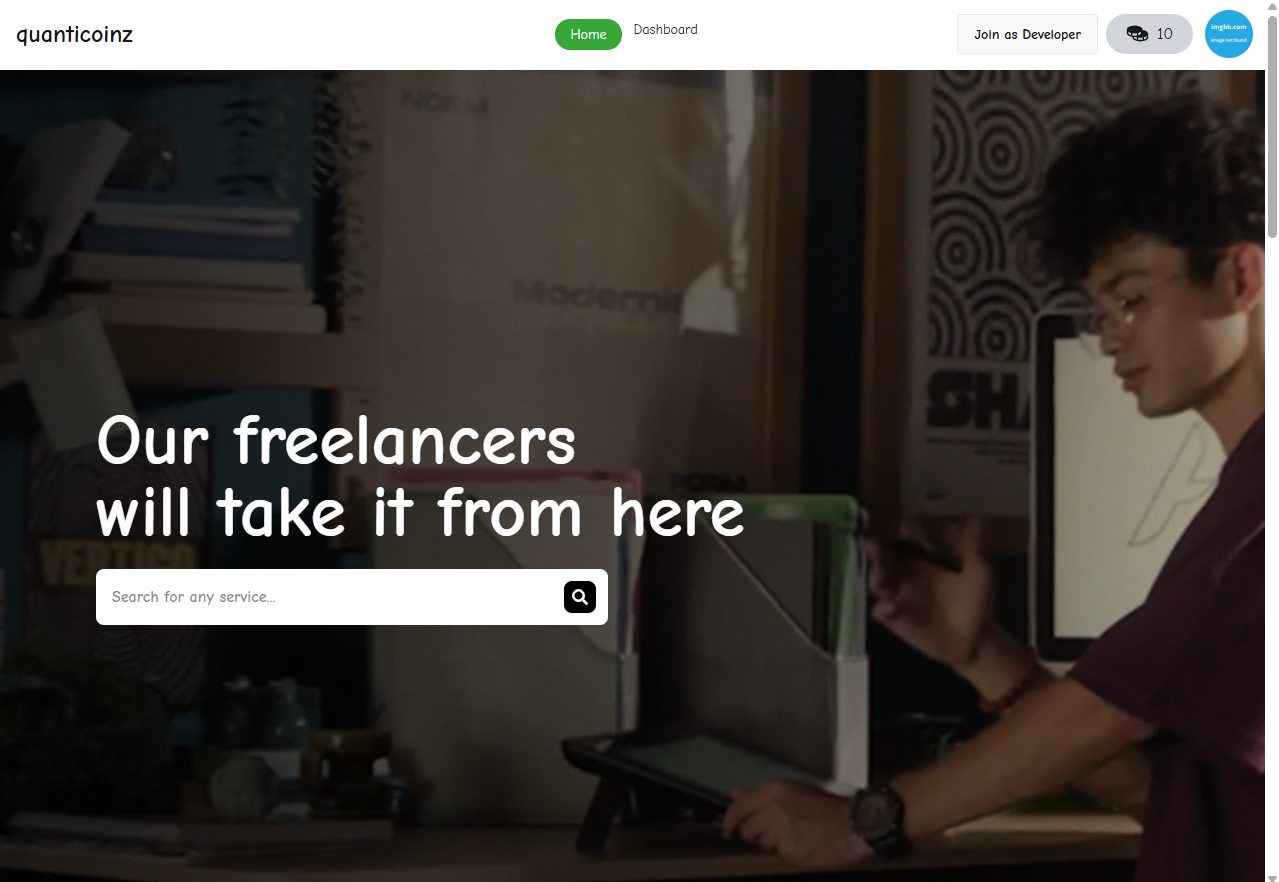 quanticoinz
Home
Dashboard
Join as Developer
10
imgbb.com
image not found
NORM
Modernis
SHA
FORM
VERTIGO
Our freelancers
will take it from here
Search for any service...